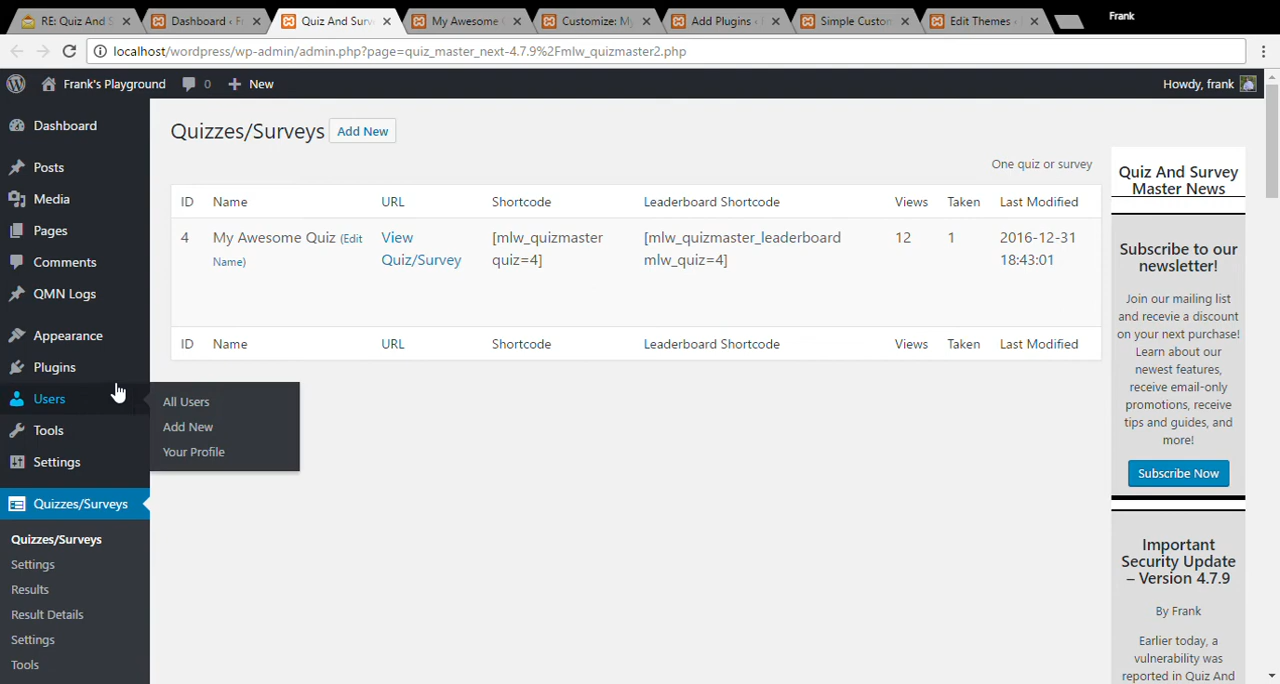 RE: Quiz And S
Dashboard ‹ F
Quiz And Surv
My Awesome
Customize: My
Add Plugins ‹
Simple Custom
Edit Themes
Frank
localhost/wordpress/wp-admin/admin.php?page=quiz_master_next-4.7.9%2Fmlw_quizmaster2.php
Frank's Playground 0 New
Howdy, frank
Dashboard
Posts
Media
Pages
Comments
QMN Logs
Appearance
Plugins
Users
Tools
Settings
Quizzes/Surveys
Quizzes/Surveys
Settings
Results
Result Details
Settings
Tools
All Users
Add New
Your Profile
Quizzes/Surveys Add New
One quiz or survey
ID Name URL Shortcode Leaderboard Shortcode Views Taken Last Modified
4 My Awesome Quiz (Edit View [mlw_quizmaster [mlw_quizmaster_leaderboard 12 1 2016-12-31
Name) Quiz/Survey quiz=4] mlw_quiz=4] 18:43:01
ID Name URL Shortcode Leaderboard Shortcode Views Taken Last Modified
Quiz And Survey
Master News
Subscribe to our
newsletter!
Join our mailing list
and recevie a discount
on your next purchase!
Learn about our
newest features,
receive email-only
promotions, receive
tips and guides, and
more!
Subscribe Now
Important
Security Update
– Version 4.7.9
By Frank
Earlier today, a
vulnerability was
reported in Quiz And